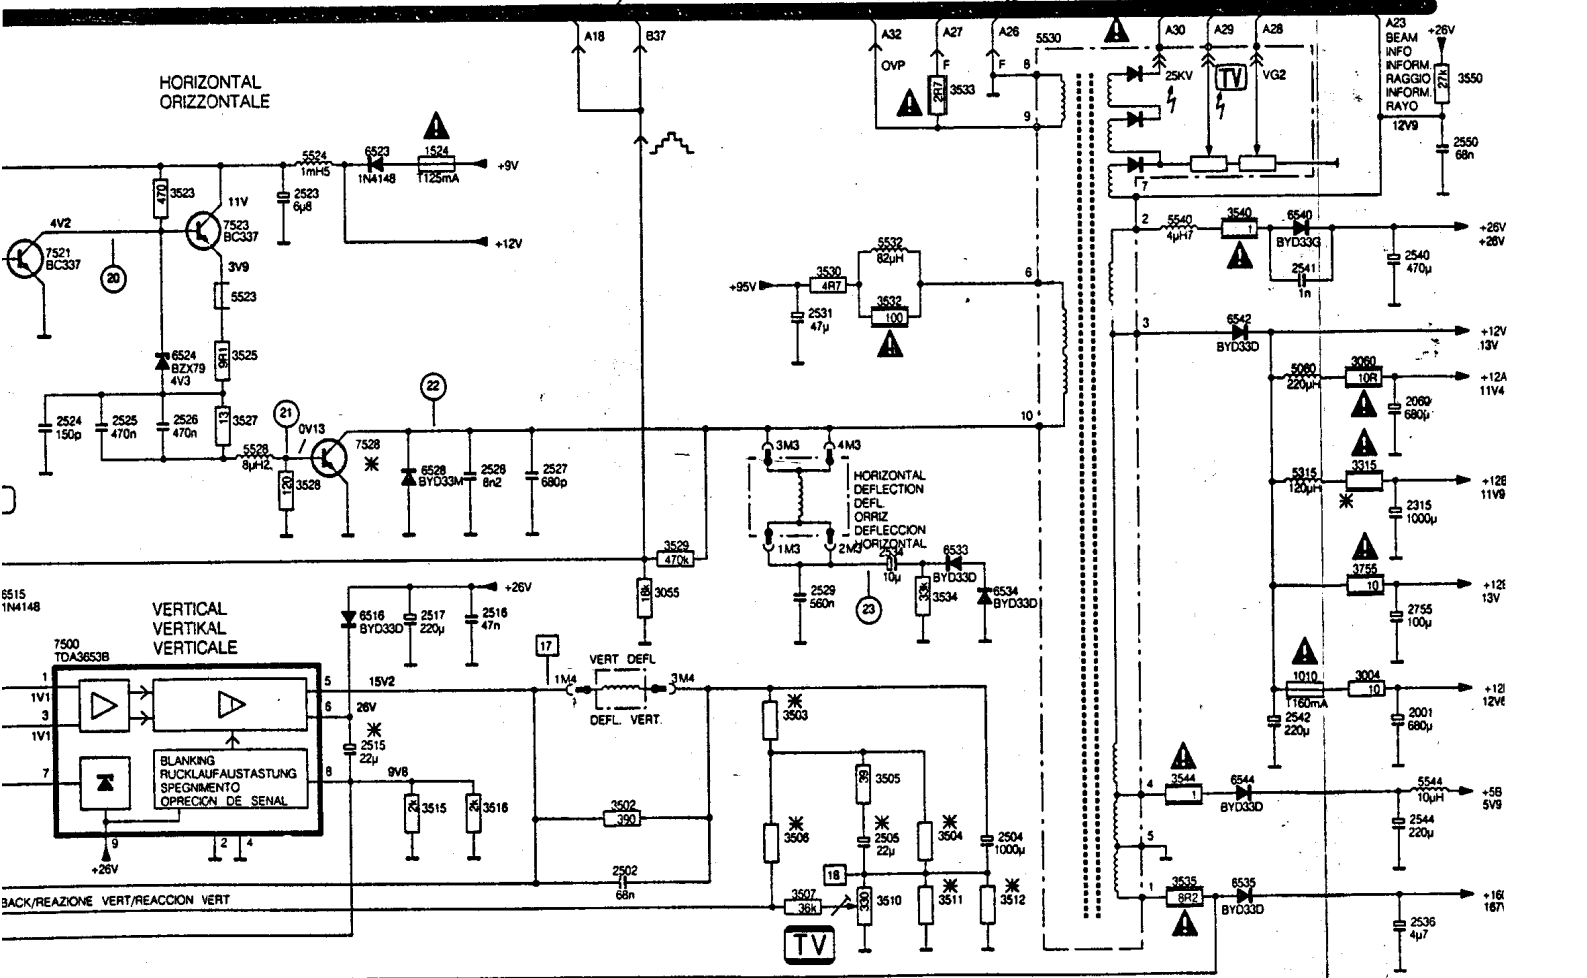 A18
B37
A32
A27
A26
5530
A30
A29
A28
A23
BEAM
INFO
INFORM.
RAGGIO
INFORM.
RAYO
12V9
+26V
27k
3550
2550
68n
HORIZONTAL
ORIZZONTALE
OVP
F
F
8
2R7
3533
9
25KV
TV
VG2
7
5524
1mH5
6523
1N4148
1524
T125mA
+9V
470
3523
11V
2523
6µ8
4V2
7523
BC337
+12V
7521
BC337
20
3V9
5523
6524
BZX79
4V3
9R1
3525
2524
150p
2525
470n
2526
470n
13
3527
21
0V13
22
5528
8µH2
7528
120
3528
6528
BYD33M
2528
8n2
2527
680p
+95V
3530
4R7
5532
82µH
2531
47µ
3532
100
6
10
2
5540
4µH7
3540
1
6540
BYD33G
2541
1n
+26V
+26V
2540
470µ
3
6542
BYD33D
+12V
13V
5060
220µH
3060
10R
+12A
11V4
2060
680µ
5315
120µH
3315
11V9
2315
1000µ
3755
10
13V
2755
100µ
1010
T160mA
3004
10
2542
220µ
2001
680µ
3M3
4M3
HORIZONTAL
DEFLECTION
DEFL.
ORRIZ
DEFLECCION
HORIZONTAL
1M3
2M3
2534
10µ
6533
BYD33D
6534
BYD33D
33k
3534
2529
560n
23
3529
470k
18k
3055
6515
1N4148
VERTICAL
VERTIKAL
VERTICALE
7500
TDA3653B
6516
BYD33D
2517
220µ
2516
47n
+26V
1
1V1
3
1V1
7
5
15V2
6
26V
2515
22µ
8
9V8
BLANKING
RUCKLAUFAUSTASTUNG
SPEGNIMENTO
OPRECION DE SENAL
9
+26V
2
4
2k
3515
2k
3516
17
1M4
VERT DEFL
3M4
DEFL. VERT.
3503
3502
390
2502
68n
3506
39
3505
2505
22µ
3504
2504
1000µ
18
3507
36k
330
3510
3511
3512
TV
4
3544
1
6544
BYD33D
5544
10µH
+5B
5V9
2544
220µ
5
1
3535
8R2
6535
BYD33D
2536
4µ7
BACK/REAZIONE VERT/REACCION VERT